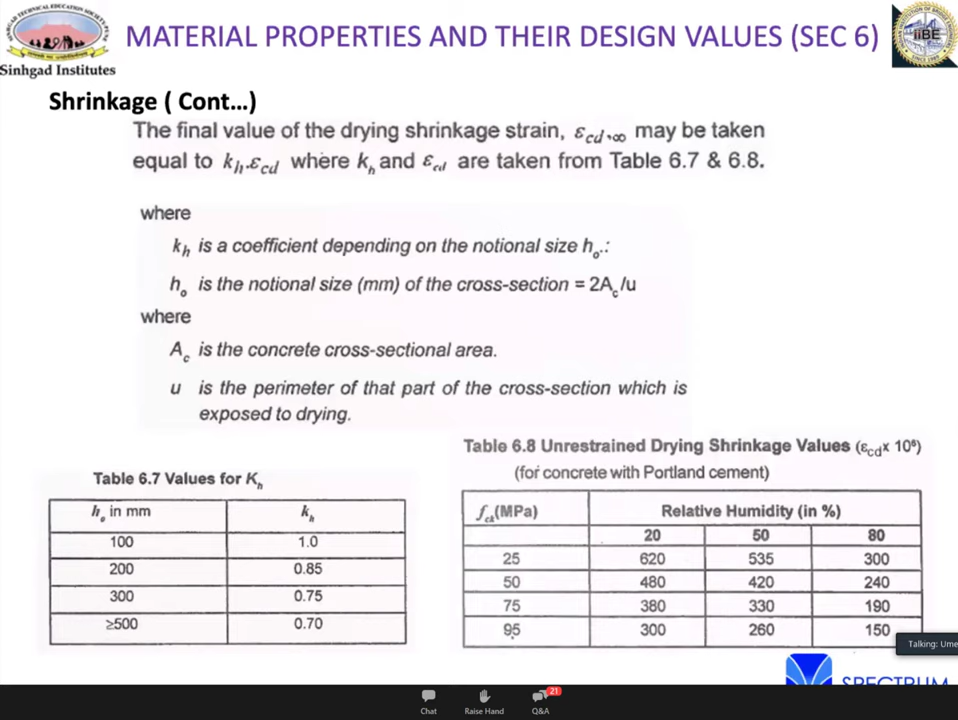 MATERIAL PROPERTIES AND THEIR DESIGN VALUES (SEC 6)
Sinhgad Institutes
IIBE
Shrinkage ( Cont…)
The final value of the drying shrinkage strain, εcd,∞ may be taken
equal to kh.εcd where kh and εcd are taken from Table 6.7 & 6.8.
where
kh is a coefficient depending on the notional size ho.:
ho is the notional size (mm) of the cross-section = 2Ac/u
where
Ac is the concrete cross-sectional area.
u is the perimeter of that part of the cross-section which is
exposed to drying.
Table 6.7 Values for Kh
ho in mm kh
100 1.0
200 0.85
300 0.75
≥500 0.70
Table 6.8 Unrestrained Drying Shrinkage Values (εcdx 10⁶)
(for concrete with Portland cement)
fck(MPa) Relative Humidity (in %)
20 50 80
25 620 535 300
50 480 420 240
75 380 330 190
95 300 260 150
Talking: Ume
SPECTRUM
21
Chat Raise Hand Q&A